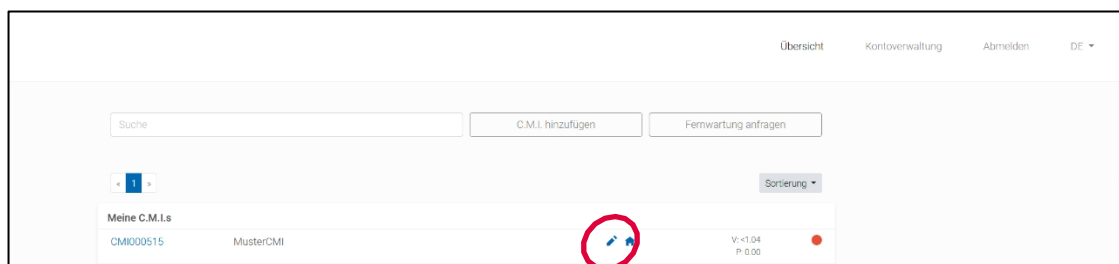 Übersicht Kontoverwaltung Abmelden DE
Suche C.M.I. hinzufügen Fernwartung anfragen
« 1 » Sortierung
Meine C.M.I.s
CMI000515 MusterCMI V: <1.04
P: 0.00